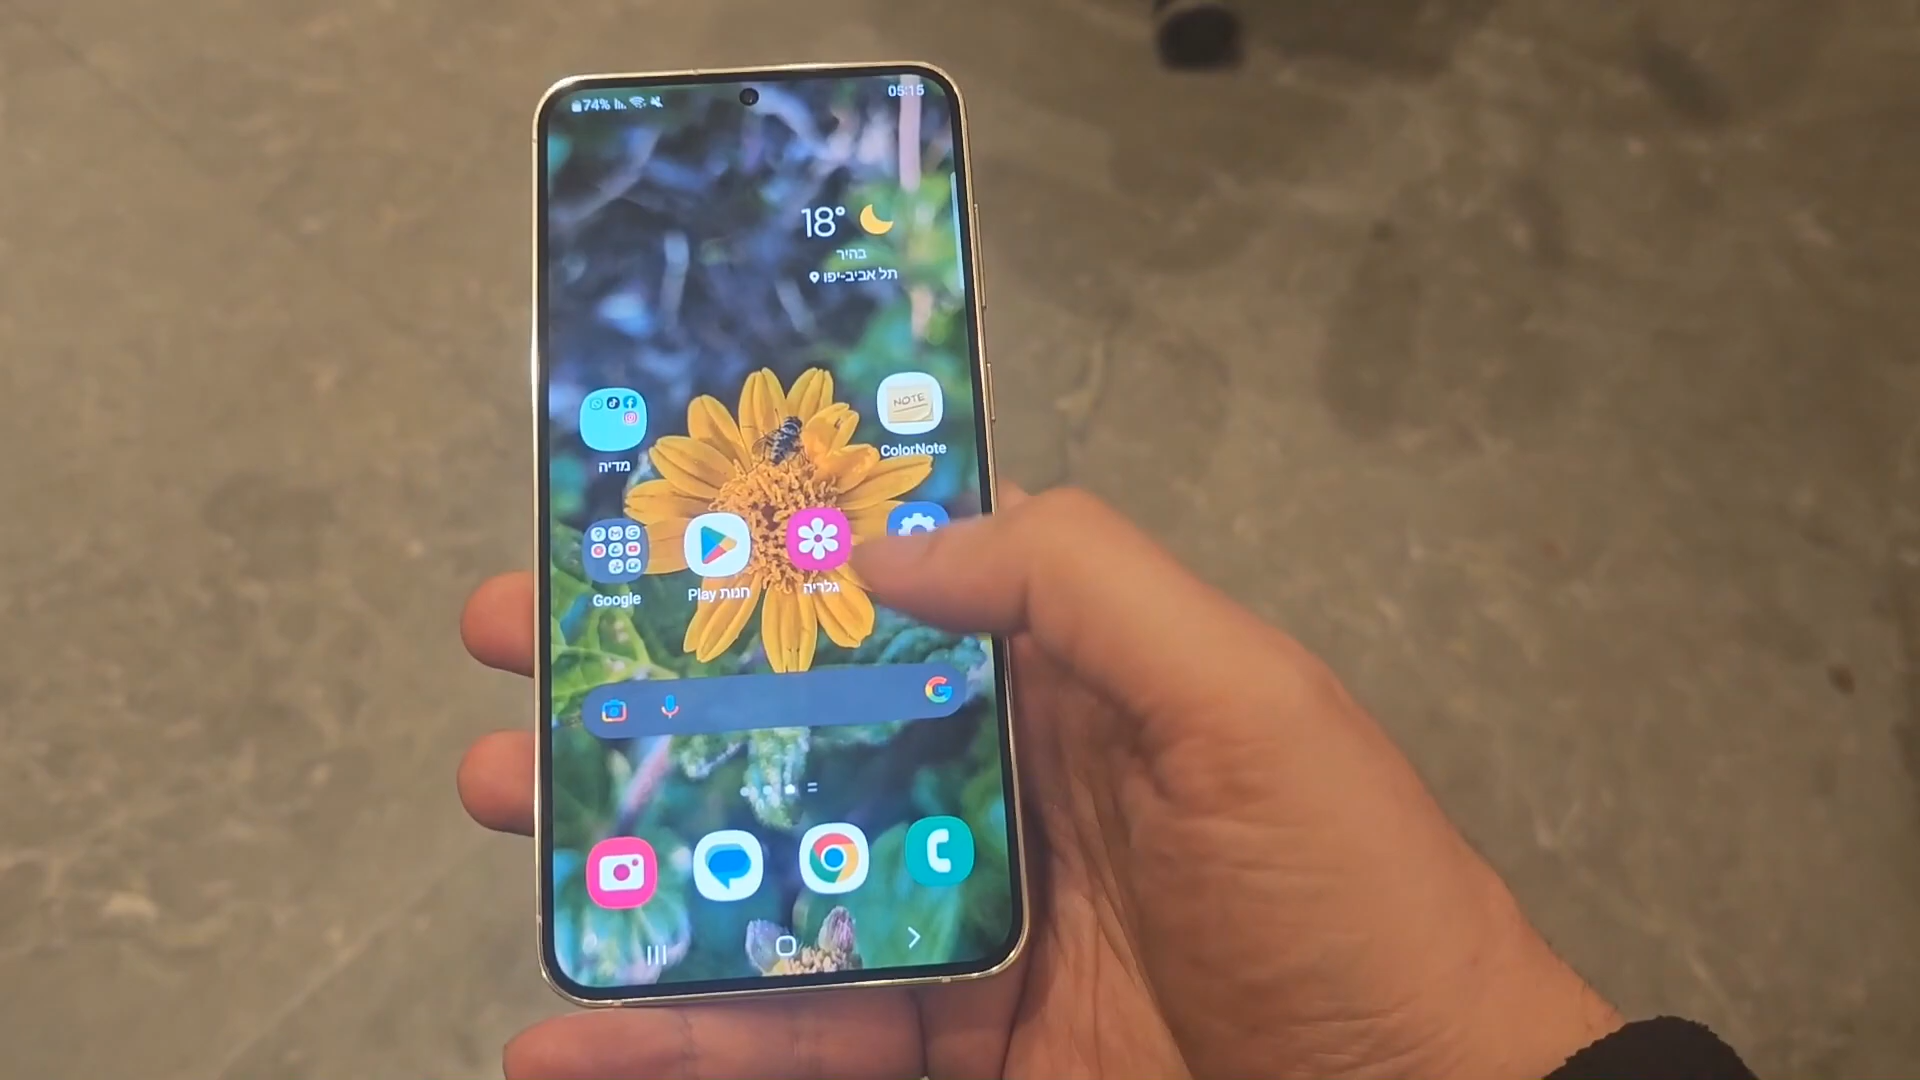 74%
05:15
18°
בהיר
תל אביב-יפו
NOTE
מדיה
ColorNote
Google
חנות Play
גלריה